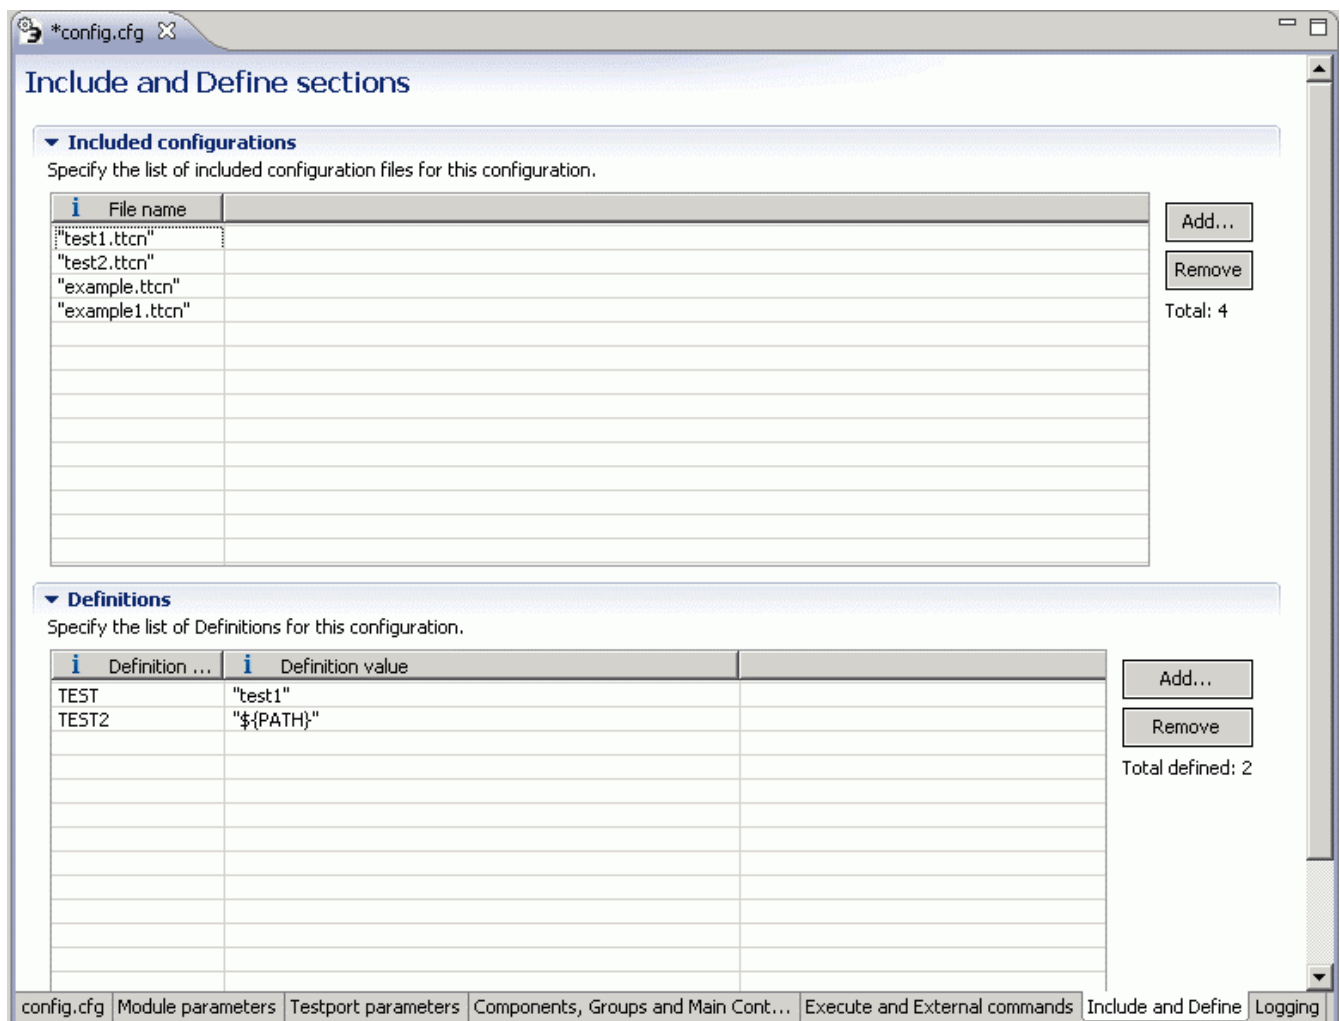 *config.cfg
Include and Define sections
Included configurations
Specify the list of included configuration files for this configuration.
i File name
"test1.ttcn"
"test2.ttcn"
"example.ttcn"
"example1.ttcn"
Add...
Remove
Total: 4
Definitions
Specify the list of Definitions for this configuration.
i Definition ... i Definition value
TEST "test1"
TEST2 "${PATH}"
Add...
Remove
Total defined: 2
config.cfg Module parameters Testport parameters Components, Groups and Main Cont... Execute and External commands Include and Define Logging